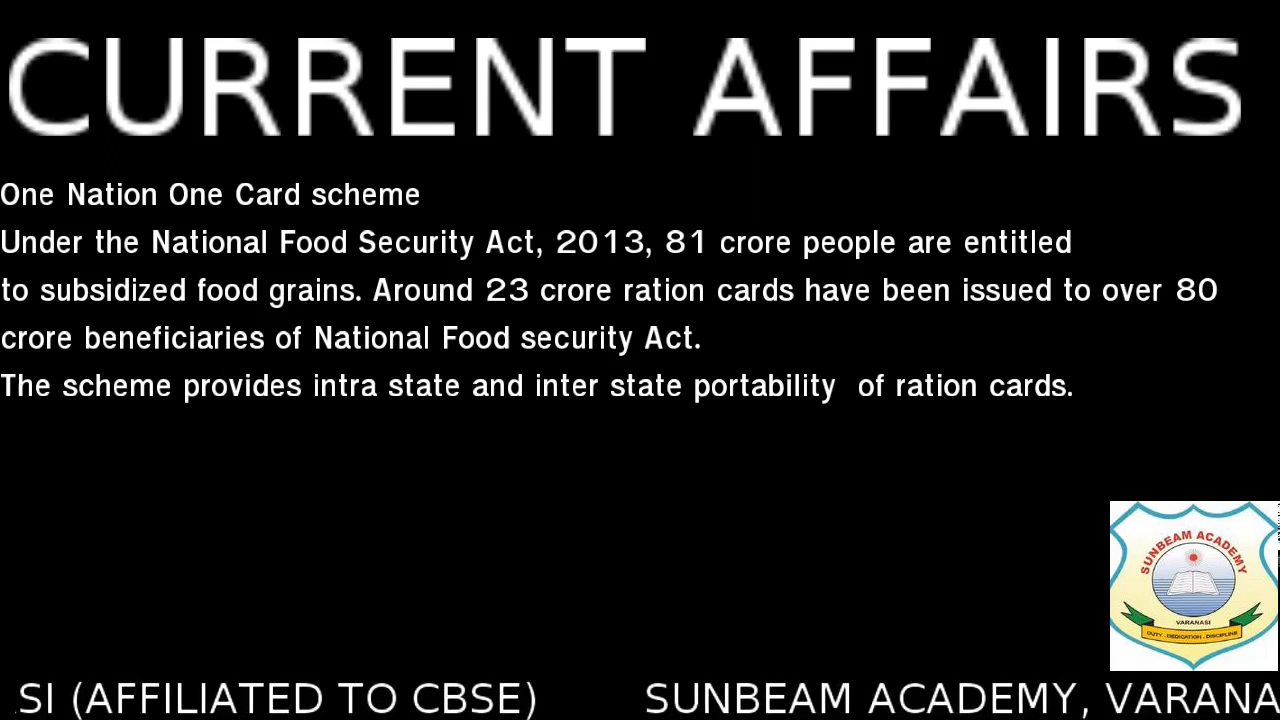 CURRENT AFFAIRS
One Nation One Card scheme
Under the National Food Security Act, 2013, 81 crore people are entitled
to subsidized food grains. Around 23 crore ration cards have been issued to over 80
crore beneficiaries of National Food security Act.
The scheme provides intra state and inter state portability  of ration cards.
SUNBEAM ACADEMY
VARANASI
DUTY - DEDICATION - DISCIPLINE
SI (AFFILIATED TO CBSE) SUNBEAM ACADEMY, VARANA